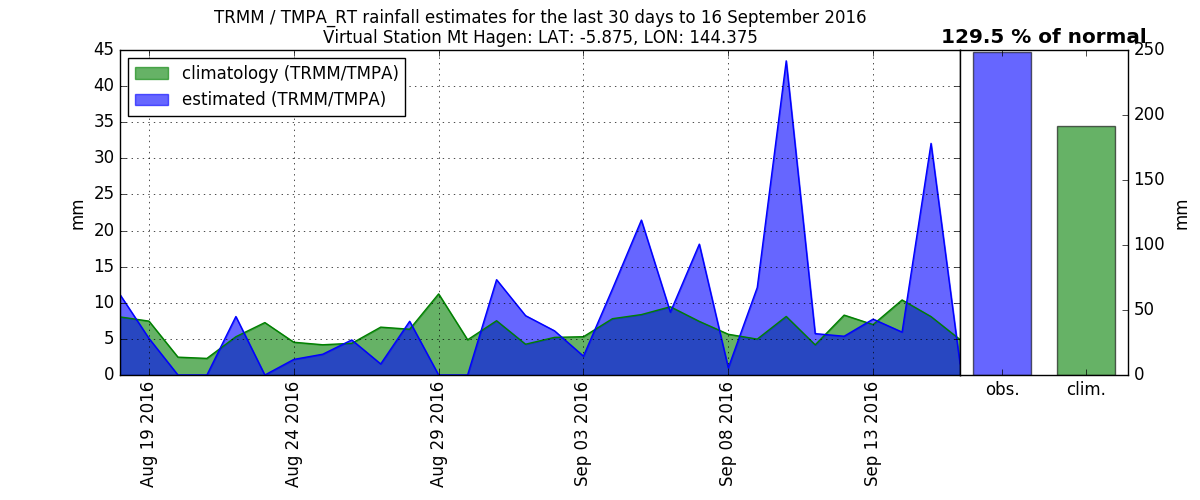 TRMM / TMPA_RT rainfall estimates for the last 30 days to 16 September 2016
Virtual Station Mt Hagen: LAT: -5.875, LON: 144.375
129.5 % of normal
climatology (TRMM/TMPA)
estimated (TRMM/TMPA)
mm
45
40
35
30
25
20
15
10
5
0
Aug 19 2016
Aug 24 2016
Aug 29 2016
Sep 03 2016
Sep 08 2016
Sep 13 2016
obs.
clim.
250
200
150
100
50
0
mm